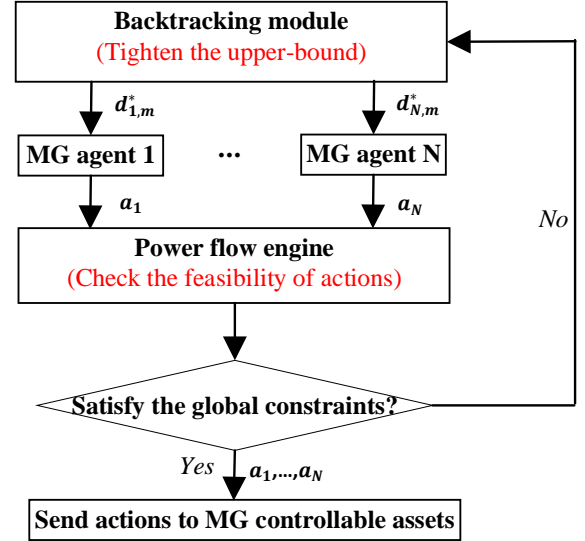 Backtracking module
(Tighten the upper-bound)
d*1,m d*N,m
MG agent 1 ... MG agent N
a1 aN
No
Power flow engine
(Check the feasibility of actions)
Satisfy the global constraints?
Yes a1,...,aN
Send actions to MG controllable assets